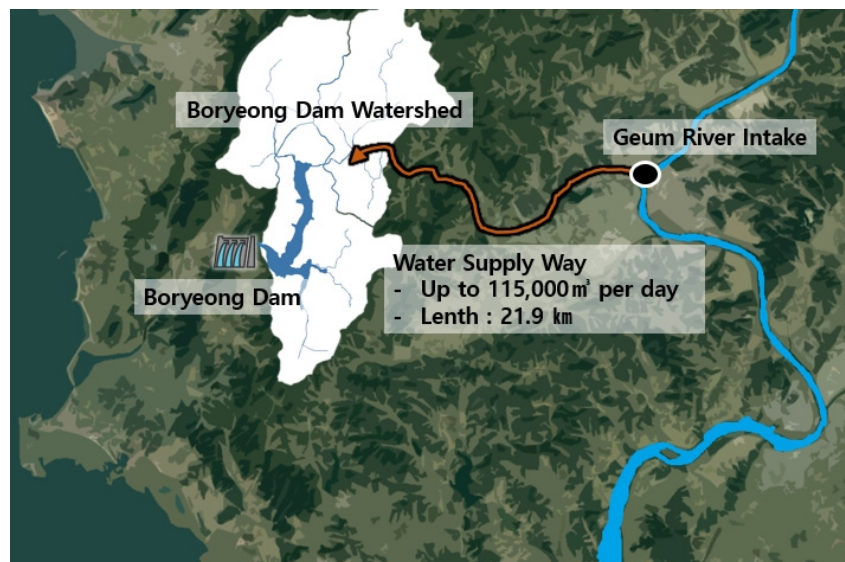 Boryeong Dam Watershed
Geum River Intake
Water Supply Way
- Up to 115,000㎥ per day
- Lenth : 21.9 ㎞
Boryeong Dam